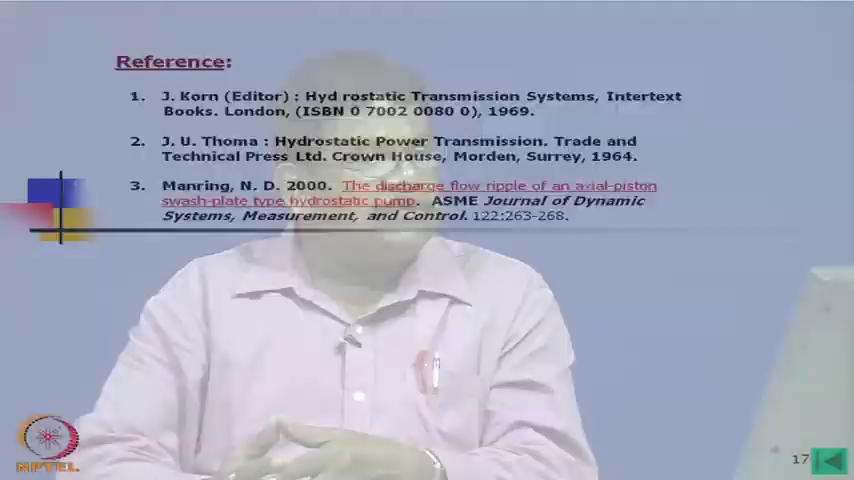 Reference:
1. J. Korn (Editor) : Hyd rostatic Transmission Systems, Intertext
Books. London, (ISBN 0 7002 0080 0), 1969.
2. J. U. Thoma : Hydrostatic Power Transmission. Trade and
Technical Press Ltd. Crown House, Morden, Surrey, 1964.
3. Manring, N. D. 2000. The discharge flow ripple of an axial-piston
swash-plate type hydrostatic pump. ASME Journal of Dynamic
Systems, Measurement, and Control. 122:263-268.
NPTEL
17